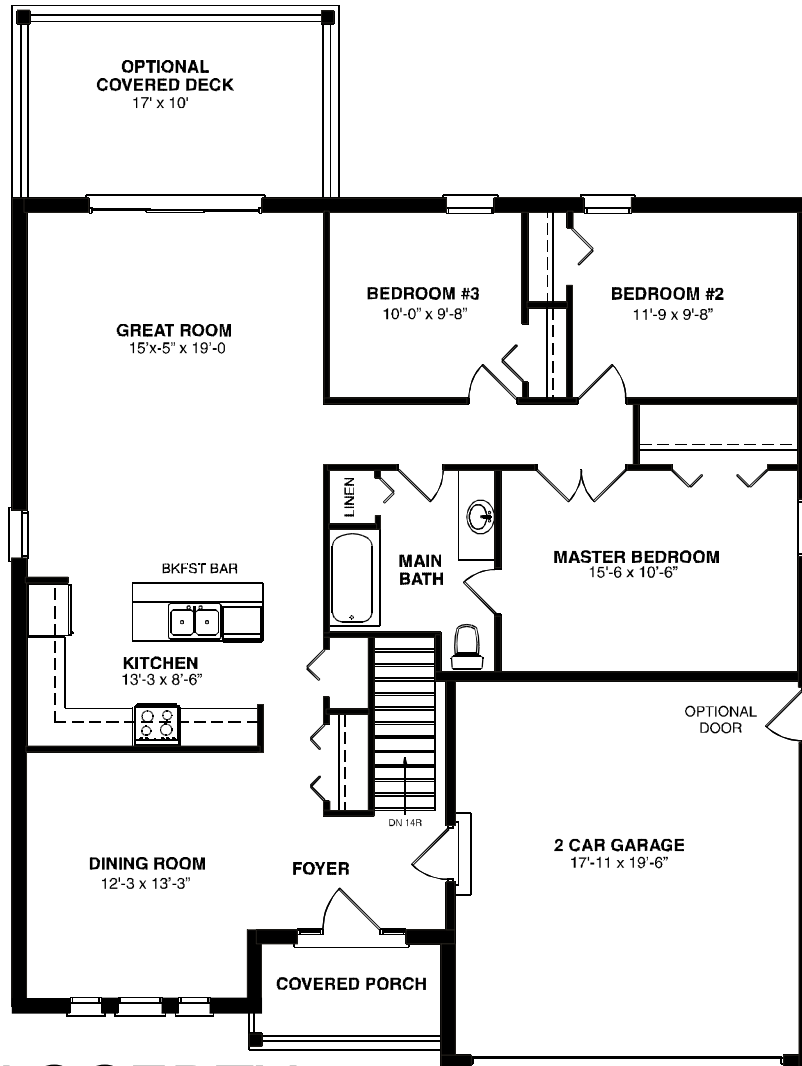 OPTIONAL
COVERED DECK
17' x 10'
BEDROOM #3
10'-0" x 9'-8"
BEDROOM #2
11'-9 x 9'-8"
GREAT ROOM
15'x-5" x 19'-0
LINEN
MAIN
BATH
MASTER BEDROOM
15'-6 x 10'-6"
BKFST BAR
KITCHEN
13'-3 x 8'-6"
OPTIONAL
DOOR
DN 14R
DINING ROOM
12'-3 x 13'-3"
FOYER
2 CAR GARAGE
17'-11 x 19'-6"
COVERED PORCH